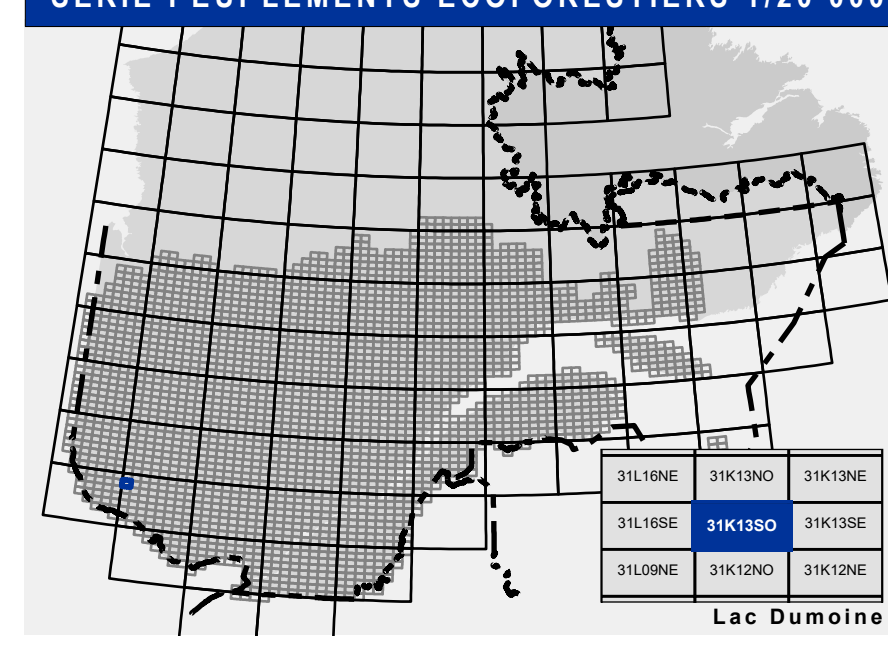 SÉRIE PEUPLEMENTS ÉCOFORESTIERS 1/20 000
31L16NE 31K13NO 31K13NE
31L16SE 31K13SO 31K13SE
31L09NE 31K12NO 31K12NE
Lac Dumoine